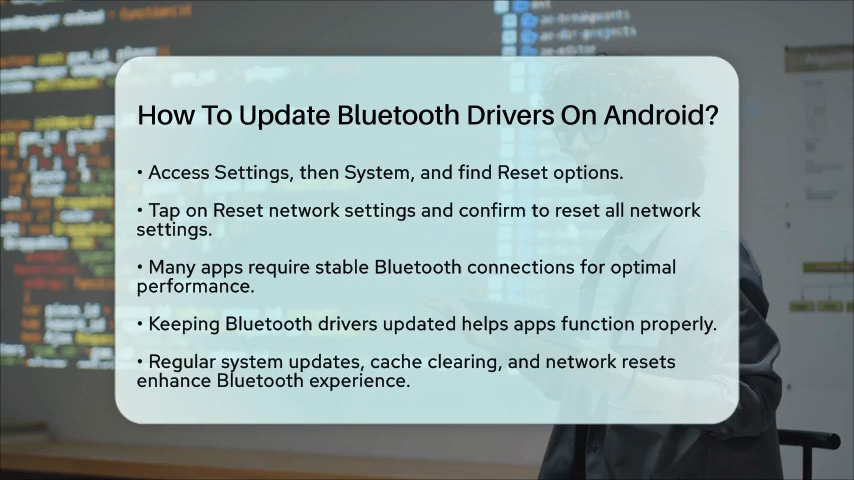 How To Update Bluetooth Drivers On Android?
• Access Settings, then System, and find Reset options.
• Tap on Reset network settings and confirm to reset all network
settings.
• Many apps require stable Bluetooth connections for optimal
performance.
• Keeping Bluetooth drivers updated helps apps function properly.
• Regular system updates, cache clearing, and network resets
enhance Bluetooth experience.